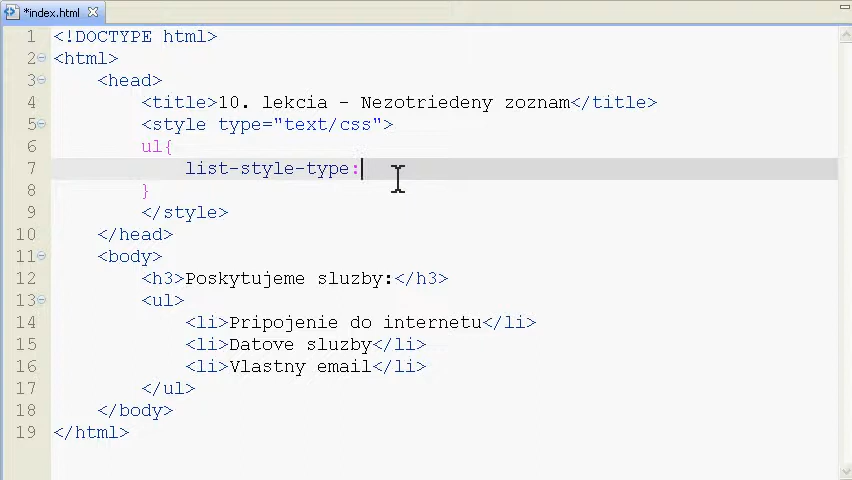 *index.html
1 <!DOCTYPE html>
2 <html>
3 <head>
4 <title>10. lekcia - Nezotriedeny zoznam</title>
5 <style type="text/css">
6 ul{
7 list-style-type:
8 }
9 </style>
10 </head>
11 <body>
12 <h3>Poskytujeme sluzby:</h3>
13 <ul>
14 <li>Pripojenie do internetu</li>
15 <li>Datove sluzby</li>
16 <li>Vlastny email</li>
17 </ul>
18 </body>
19 </html>